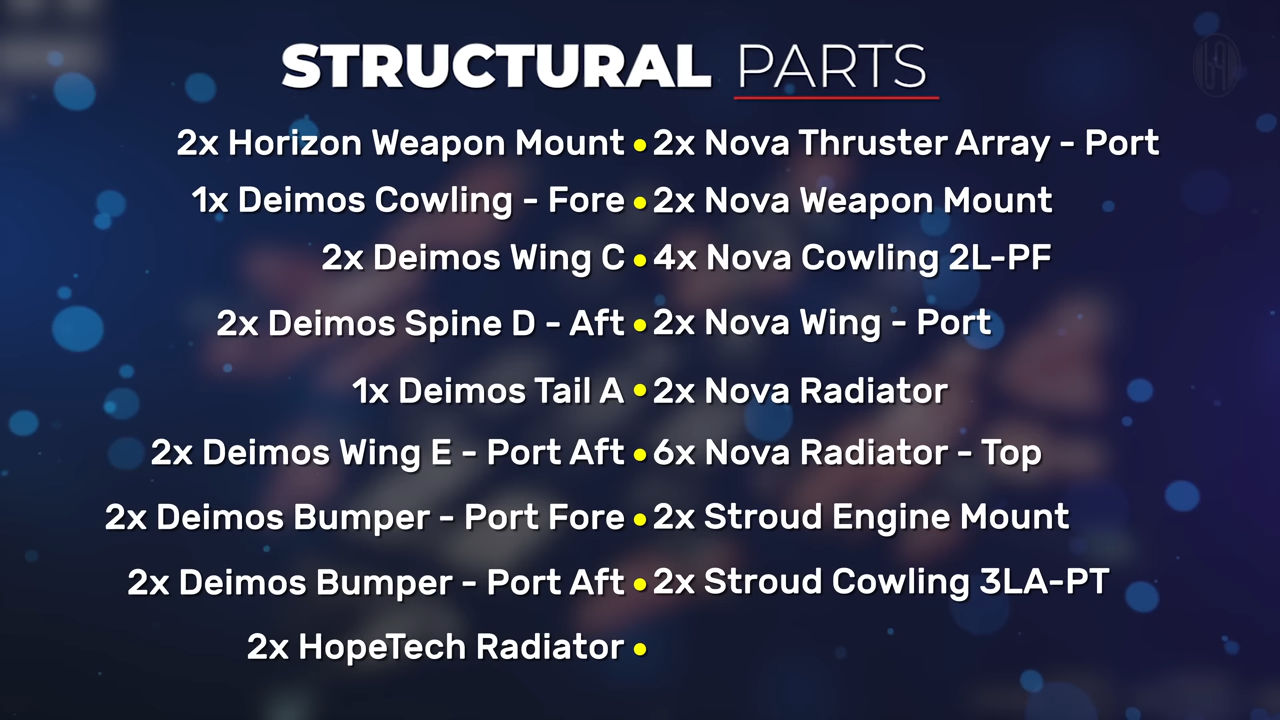 STRUCTURAL PARTS
2x Horizon Weapon Mount
1x Deimos Cowling - Fore
2x Deimos Wing C
2x Deimos Spine D - Aft
1x Deimos Tail A
2x Deimos Wing E - Port Aft
2x Deimos Bumper - Port Fore
2x Deimos Bumper - Port Aft
2x HopeTech Radiator
2x Nova Thruster Array - Port
2x Nova Weapon Mount
4x Nova Cowling 2L-PF
2x Nova Wing - Port
2x Nova Radiator
6x Nova Radiator - Top
2x Stroud Engine Mount
2x Stroud Cowling 3LA-PT